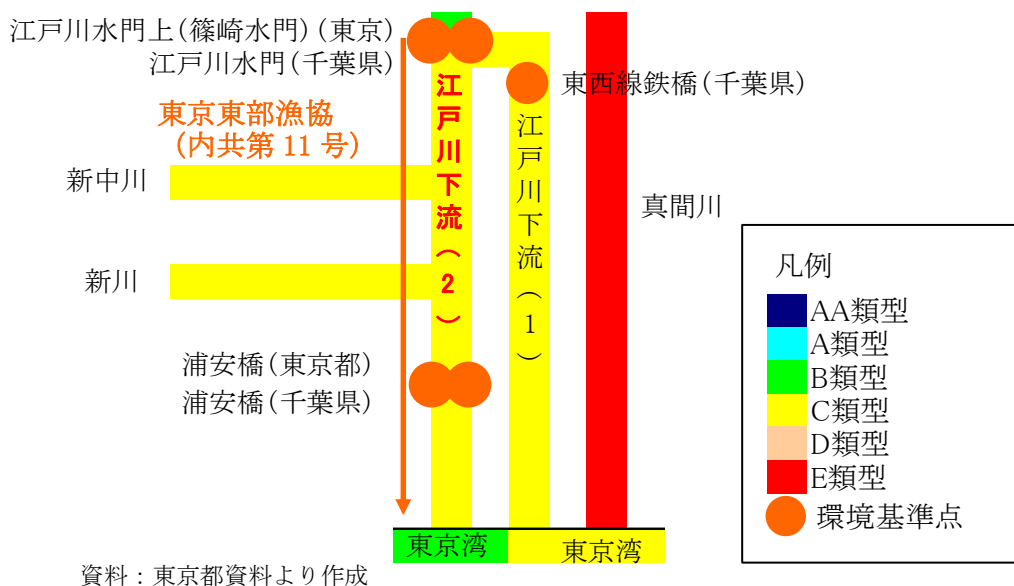 江戸川水門上(篠崎水門)(東京)
江戸川水門(千葉県)
東西線鉄橋(千葉県)
東京東部漁協
(内共第 11 号)
江戸川下流(2)
江戸川下流(1)
新中川
真間川
新川
浦安橋(東京都)
浦安橋(千葉県)
凡例
AA類型
A類型
B類型
C類型
D類型
E類型
環境基準点
東京湾
東京湾
資料：東京都資料より作成